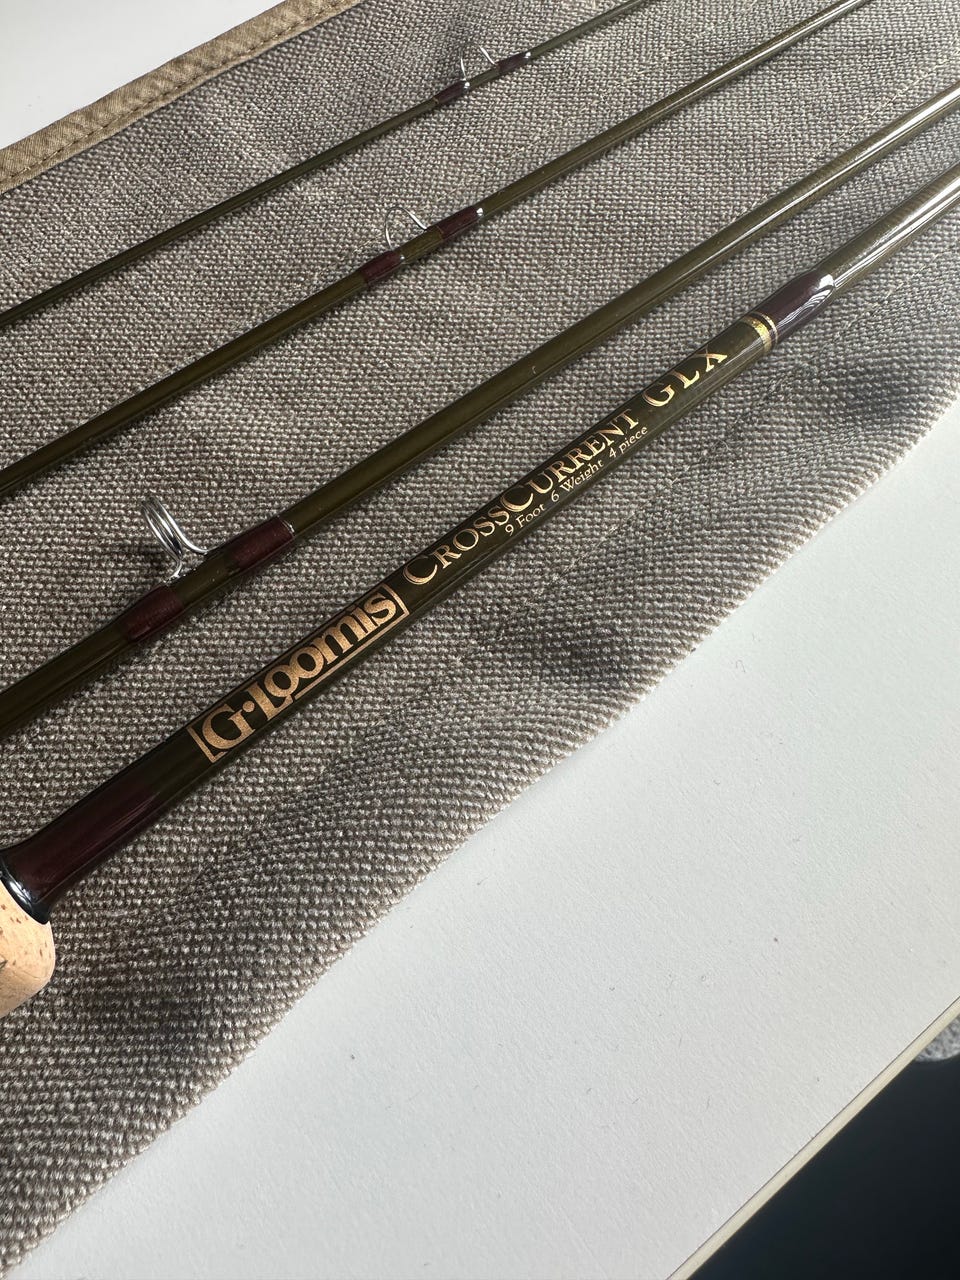 G·Loomis CROSSCURRENT GLX
9 Foot 6 Weight 4 piece